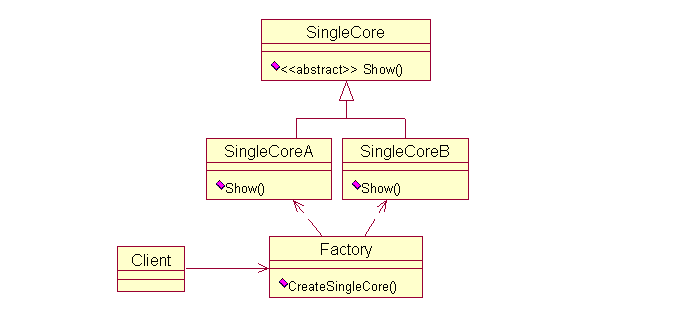 SingleCore
<<abstract>> Show()
SingleCoreA
SingleCoreB
Show()
Show()
Factory
Client
CreateSingleCore()